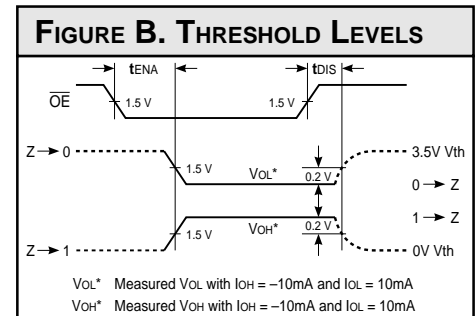 FIGURE B. THRESHOLD LEVELS
tENA tDIS
OE 1.5 V 1.5 V
Z → 0 3.5V Vth
1.5 V VOL* 0.2 V
0 → Z
1 → Z
1.5 V VOH* 0.2 V
Z → 1 0V Vth
VOL* Measured VOL with IOH = –10mA and IOL = 10mA
VOH* Measured VOH with IOH = –10mA and IOL = 10mA